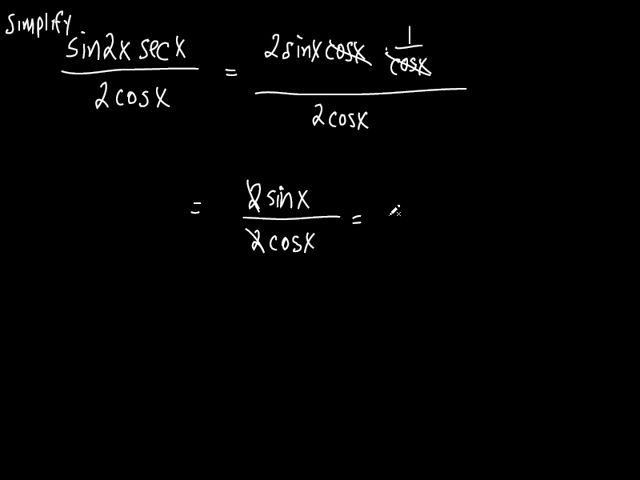 Simplify
sin2x secx / 2cosx = 2sinx cosx · 1/cosx / 2cosx
= 2sinx / 2cosx =